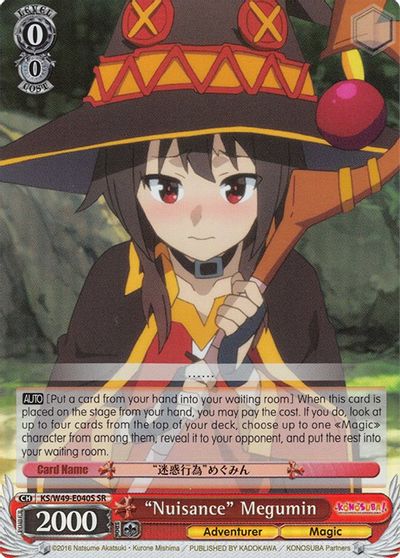 LEVEL
0
0
COST
......
AUTO [Put a card from your hand into your waiting room] When this card is
placed on the stage from your hand, you may pay the cost. If you do, look at
up to four cards from the top of your deck, choose up to one «Magic»
character from among them, reveal it to your opponent, and put the rest into
your waiting room.
Card Name “迷惑行為”めぐみん
CH KS/W49-E040S SR
“Nuisance” Megumin
KONOSUBA!
2000
Adventurer Magic
©2016 Natsume Akatsuki・Kurone Mishima / PUBLISHED BY KADOKAWA / KONOSUBA Partners